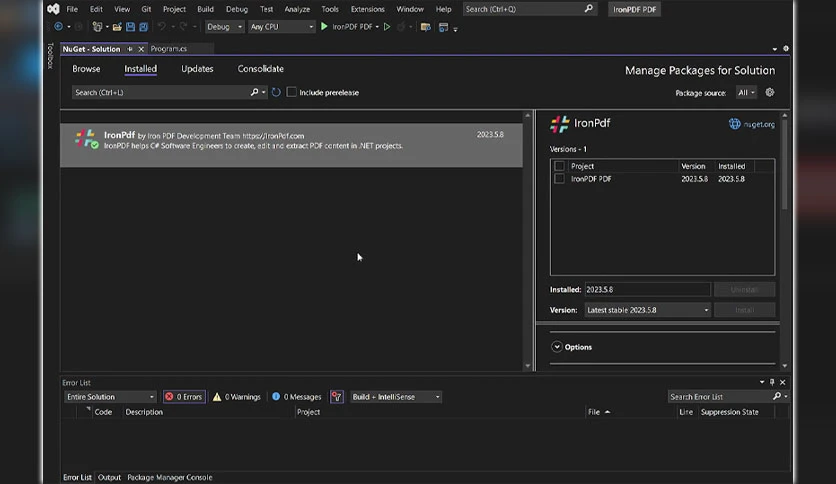 File Edit View Git Project Build Debug Test Analyze Tools Extensions Window Help Search (Ctrl+Q) IronPDF PDF
Debug Any CPU IronPDF PDF
Toolbox
NuGet - Solution Program.cs
Browse Installed Updates Consolidate Manage Packages for Solution
Search (Ctrl+L) Include prerelease Package source: All
IronPdf by Iron PDF Development Team https://IronPdf.com 2023.5.8
IronPDF helps C# Software Engineers to create, edit and extract PDF content in .NET projects.
IronPdf nuget.org
Versions - 1
Project Version Installed
IronPDF PDF 2023.5.8 2023.5.8
Installed: 2023.5.8 Uninstall
Version: Latest stable 2023.5.8 Install
Options
Error List
Entire Solution 0 Errors 0 Warnings 0 Messages Build + IntelliSense Search Error List
Code Description Project File Line Suppression State
Error List Output Package Manager Console